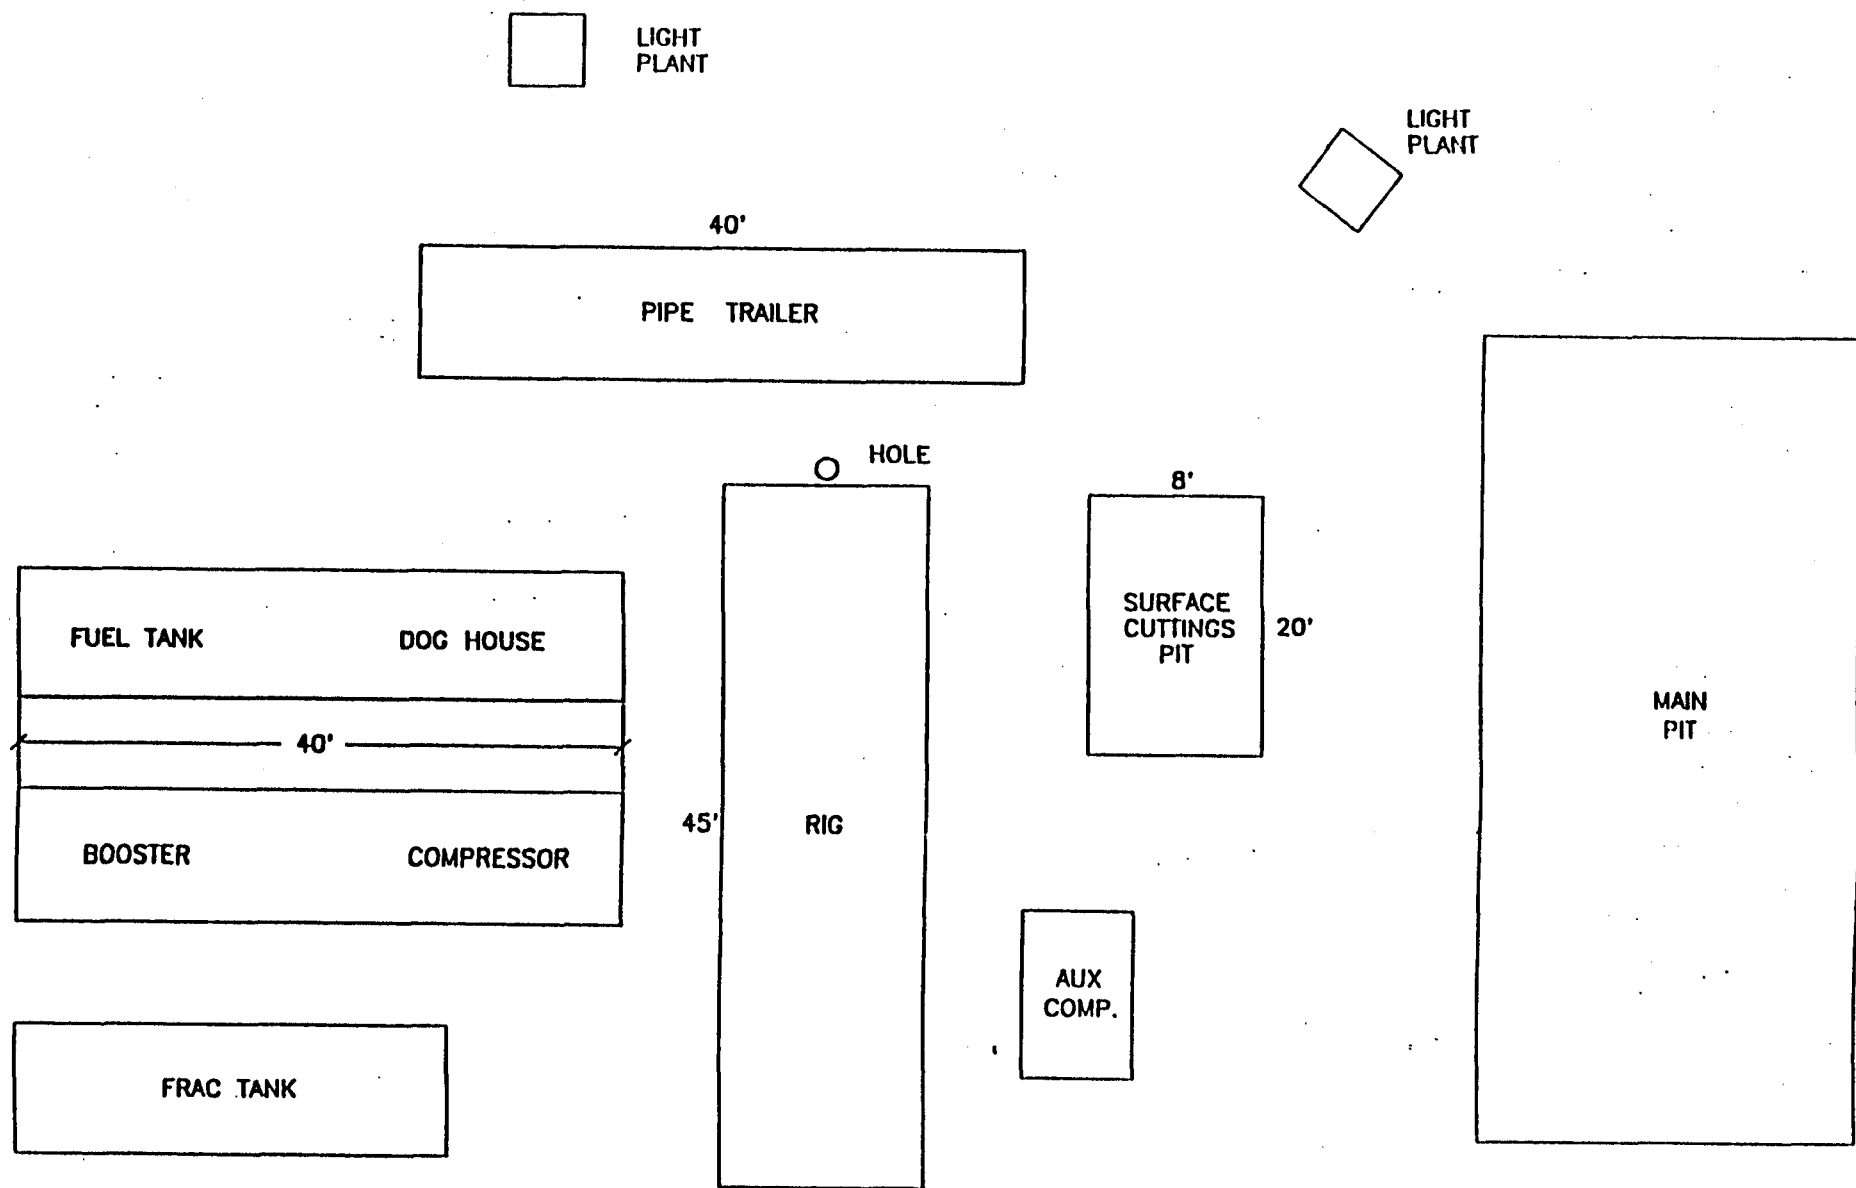 LIGHT
PLANT
LIGHT
PLANT
40'
PIPE TRAILER
HOLE
8'
SURFACE
CUTTINGS
PIT
20'
FUEL TANK DOG HOUSE
40'
MAIN
PIT
45'
RIG
BOOSTER COMPRESSOR
AUX
COMP.
FRAC TANK